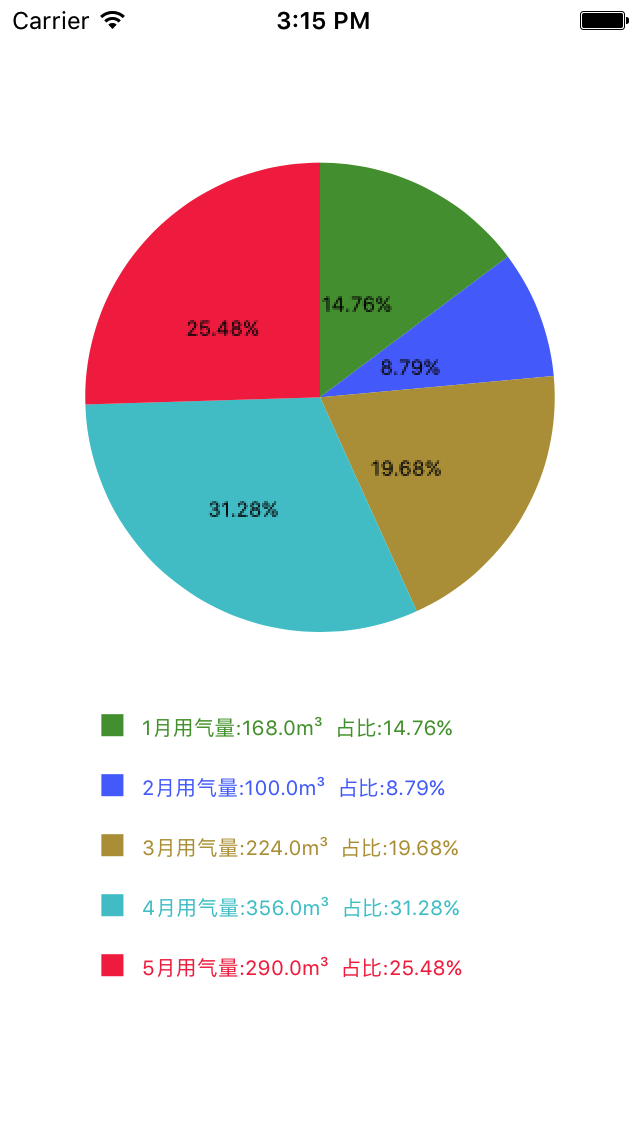 Carrier 3:15 PM
14.76%
25.48%
8.79%
19.68%
31.28%
1月用气量:168.0m³ 占比:14.76%
2月用气量:100.0m³ 占比:8.79%
3月用气量:224.0m³ 占比:19.68%
4月用气量:356.0m³ 占比:31.28%
5月用气量:290.0m³ 占比:25.48%